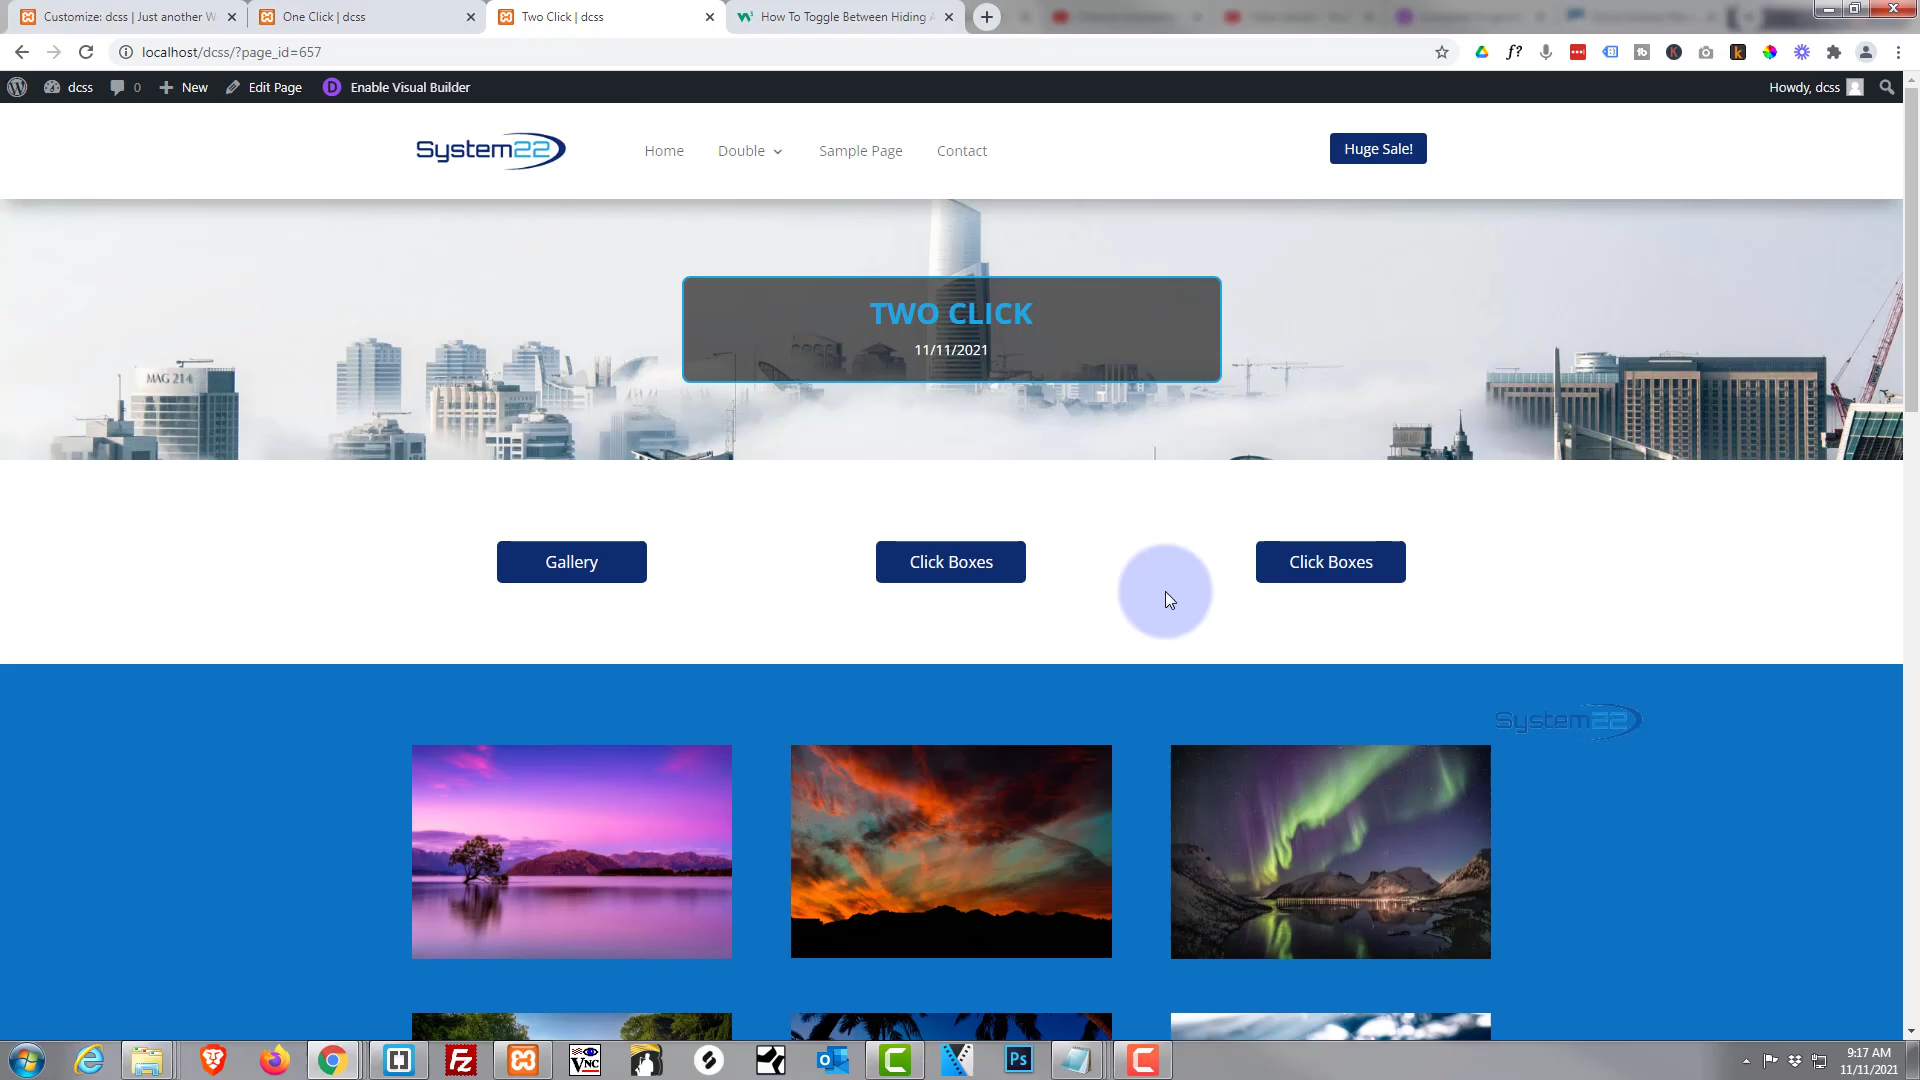 Customize: dcss | Just another W
One Click | dcss
Two Click | dcss
How To Toggle Between Hiding A
localhost/dcss/?page_id=657
dcss
0
New
Edit Page
Enable Visual Builder
Howdy, dcss
System22
Home
Double
Sample Page
Contact
Huge Sale!
MAG 214
TWO CLICK
11/11/2021
Gallery
Click Boxes
Click Boxes
System22
9:17 AM
11/11/2021